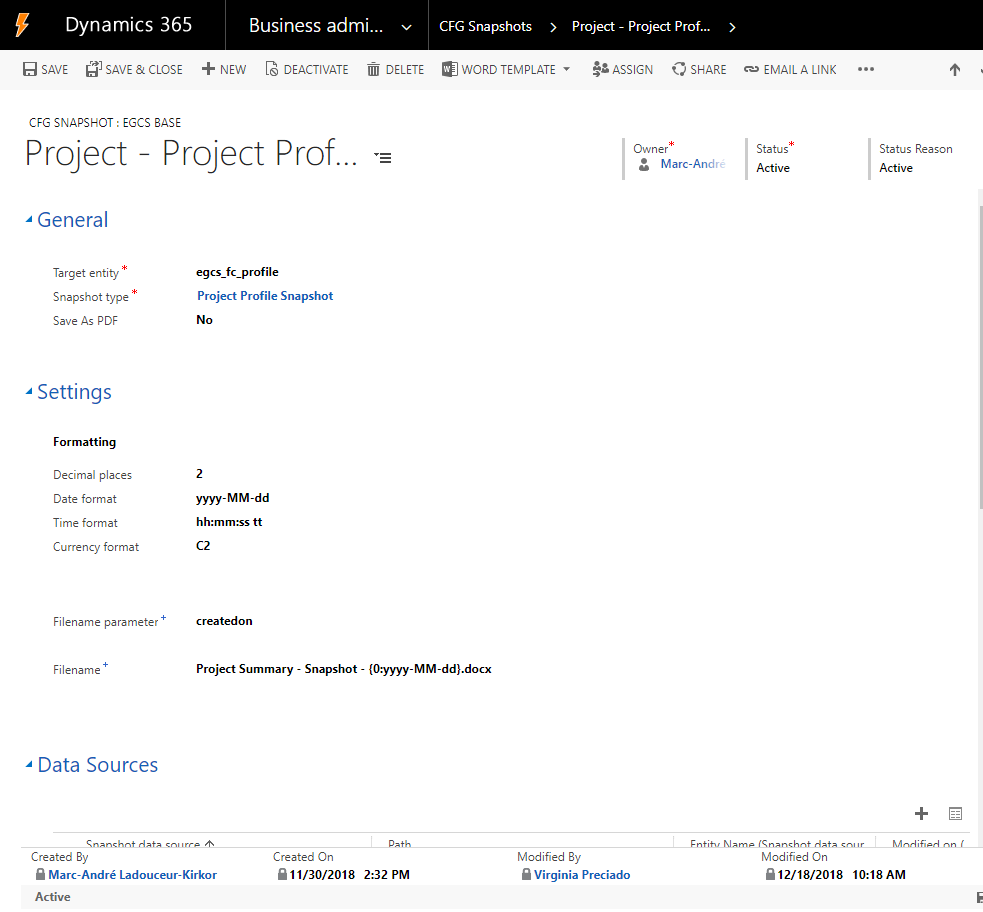 Dynamics 365 Business admi... CFG Snapshots Project - Project Prof...
SAVE SAVE & CLOSE NEW DEACTIVATE DELETE WORD TEMPLATE ASSIGN SHARE EMAIL A LINK ...
CFG SNAPSHOT : EGCS BASE
Project - Project Prof...
Owner* Status* Status Reason
Marc-André Active Active
General
Target entity * egcs_fc_profile
Snapshot type * Project Profile Snapshot
Save As PDF No
Settings
Formatting
Decimal places 2
Date format yyyy-MM-dd
Time format hh:mm:ss tt
Currency format C2
Filename parameter + createdon
Filename + Project Summary - Snapshot - {0:yyyy-MM-dd}.docx
Data Sources
Snapshot data source Path Entity Name (Snapshot data sour Modified on (
Created By Created On Modified By Modified On
Marc-André Ladouceur-Kirkor 11/30/2018 2:32 PM Virginia Preciado 12/18/2018 10:18 AM
Active